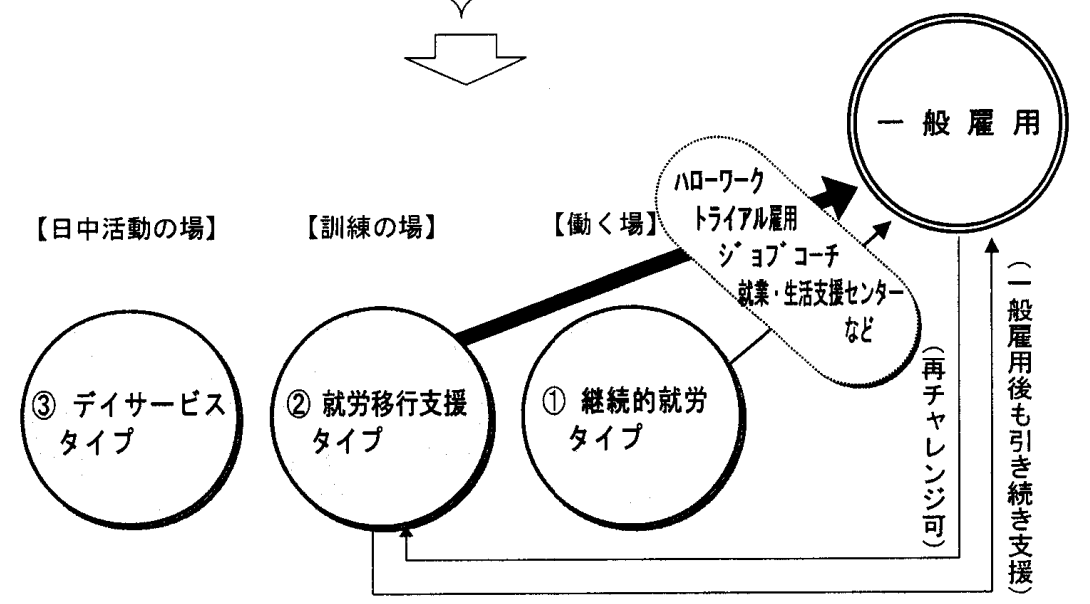 一般雇用
ハローワーク
トライアル雇用
ジョブコーチ
就業・生活支援センター
など
【日中活動の場】
【訓練の場】
【働く場】
③ デイサービス
タイプ
② 就労移行支援
タイプ
① 継続的就労
タイプ
(再チャレンジ可)
(一般雇用後も引き続き支援)